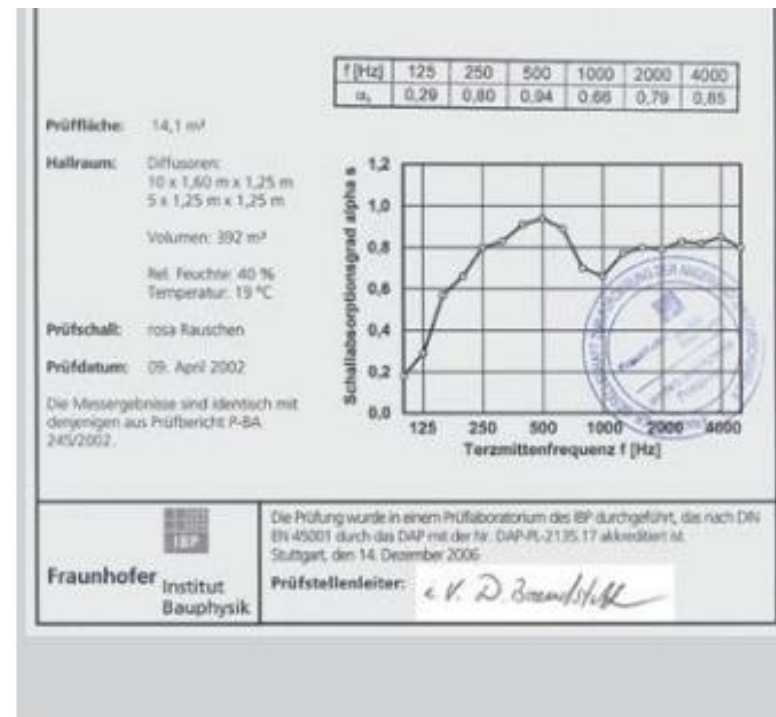 f [Hz] 125 250 500 1000 2000 4000
αs 0,29 0,80 0,94 0,66 0,79 0,85
Prüffläche: 14,1 m²
Hallraum: Diffusoren:
10 x 1,60 m x 1,25 m
5 x 1,25 m x 1,25 m
Volumen: 392 m³
Rel. Feuchte: 40 %
Temperatur: 19 °C
Prüfschall: rosa Rauschen
Prüfdatum: 09. April 2002
Die Messergebnisse sind identisch mit
denjenigen aus Prüfbericht P-BA
245/2002.
Schallabsorptionsgrad alpha s
1,2
1,0
0,8
0,6
0,4
0,2
0,0
125 250 500 1000 2000 4000
Terzmittenfrequenz f [Hz]
IBP
Fraunhofer Institut
Bauphysik
Die Prüfung wurde in einem Prüflaboratorium des IBP durchgeführt, das nach DIN
EN 45001 durch das DAP mit der Nr. DAP-PL-2135.17 akkreditiert ist.
Stuttgart, den 14. Dezember 2006
Prüfstellenleiter: i. V. D.